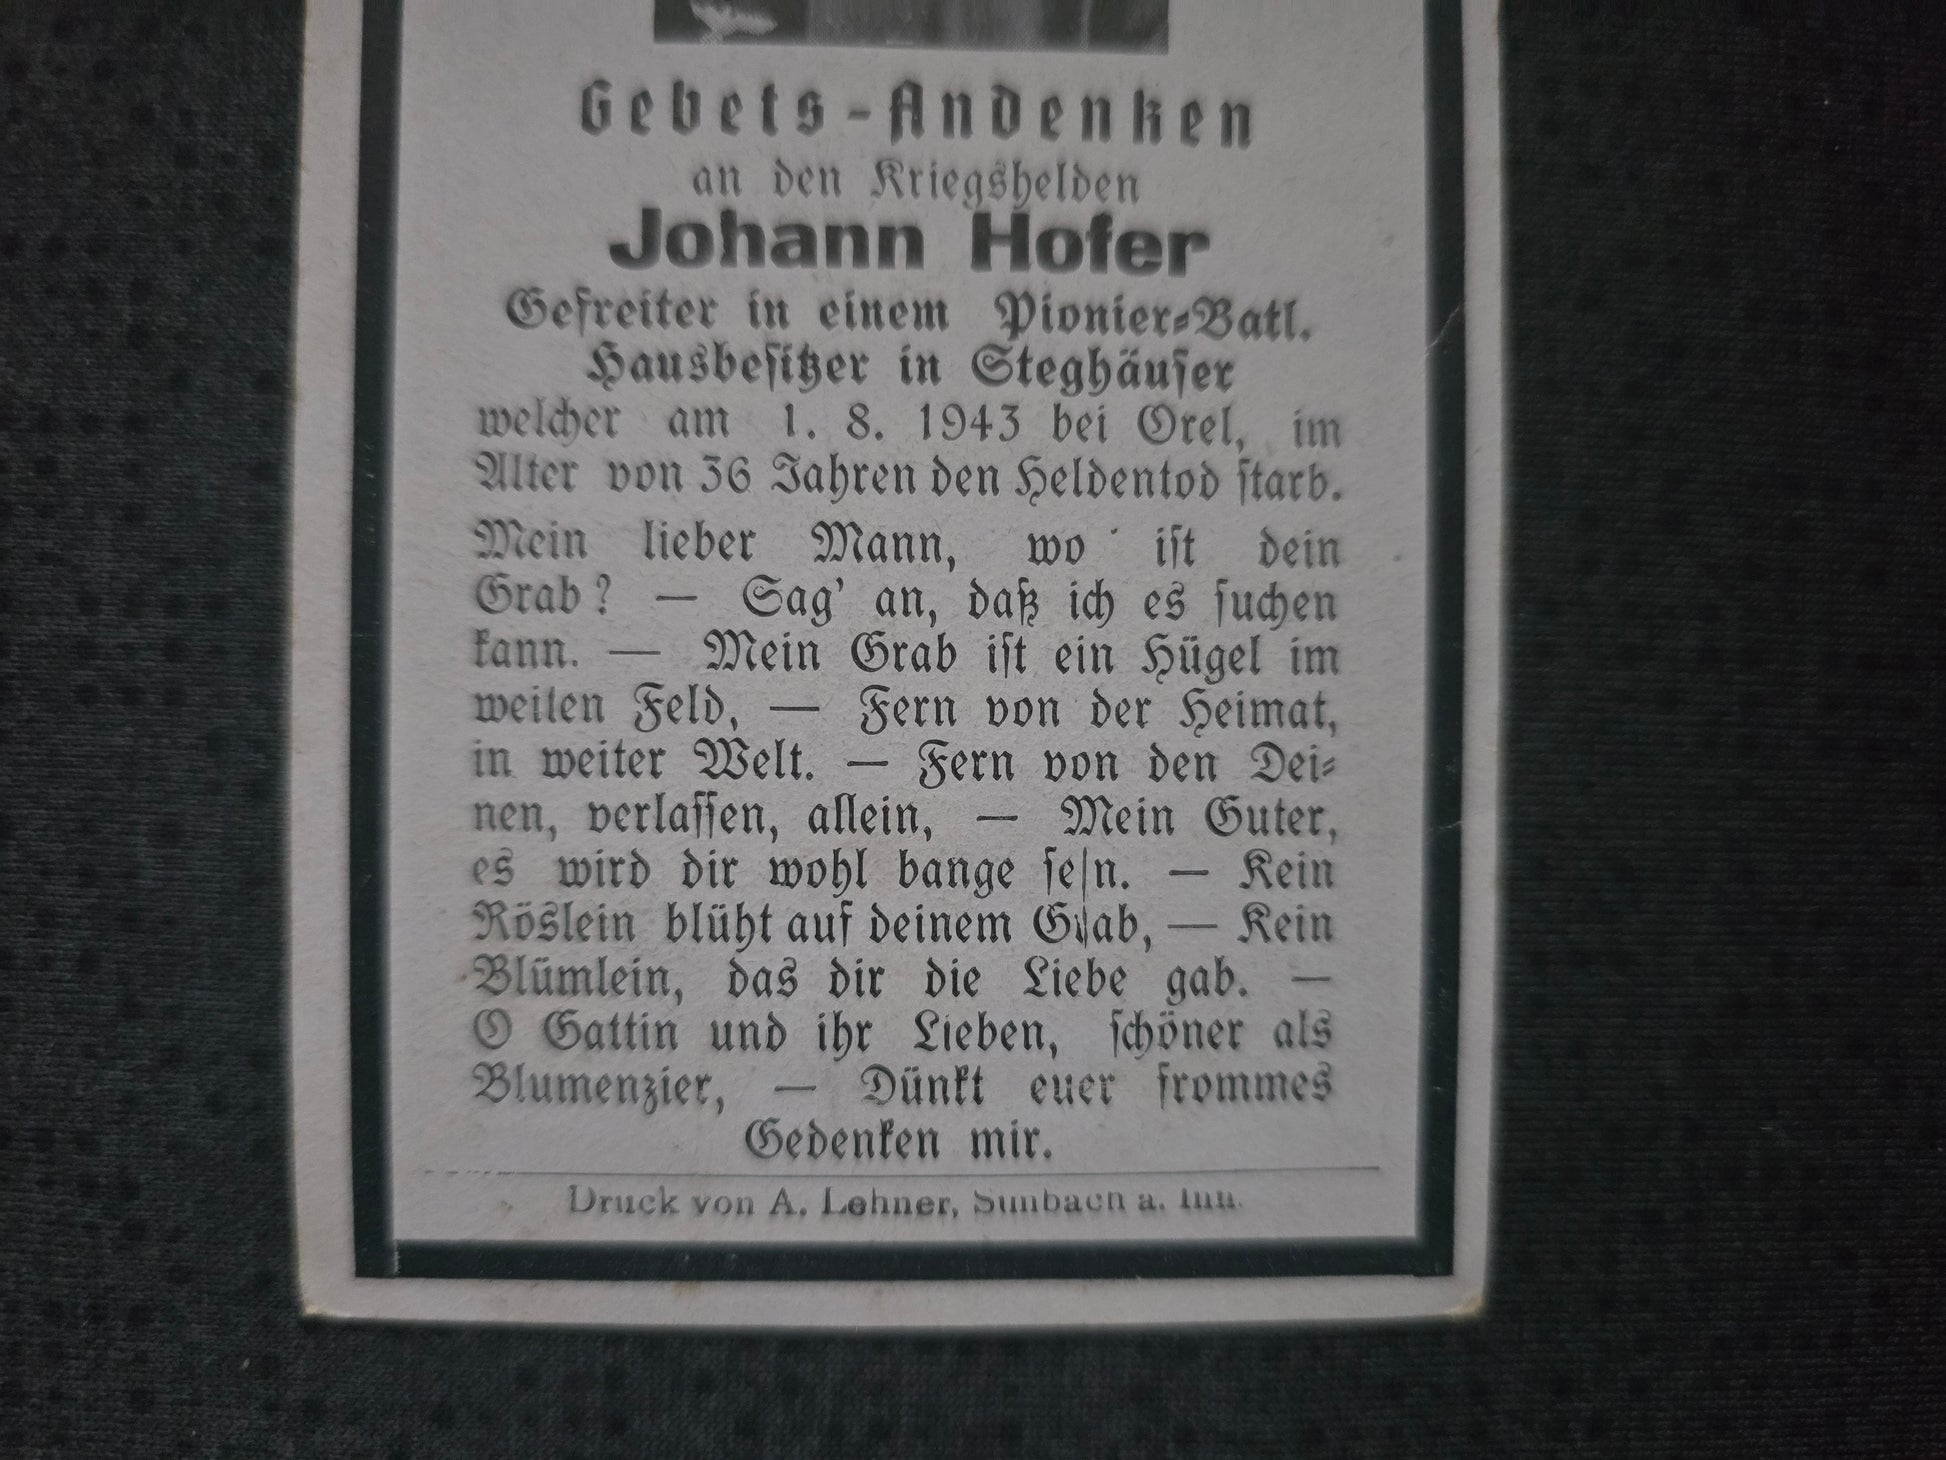 Gebets-Andenken
an den Kriegshelden
Johann Hofer
Gefreiter in einem Pionier-Batl.
Hausbesitzer in Steghäuser
welcher am 1. 8. 1943 bei Orel, im
Alter von 36 Jahren den Heldentod starb.
Mein lieber Mann, wo ist dein
Grab? — Sag' an, daß ich es suchen
kann. — Mein Grab ist ein Hügel im
weiten Feld, — Fern von der Heimat,
in weiter Welt. — Fern von den Dei-
nen, verlassen, allein, — Mein Guter,
es wird dir wohl bange sein. — Kein
Röslein blüht auf deinem Grab, — Kein
Blümlein, das dir die Liebe gab. —
O Gattin und ihr Lieben, schöner als
Blumenzier, — Dünkt euer frommes
Gedenken mir.
Druck von A. Lehner, Simbach a. Inn.